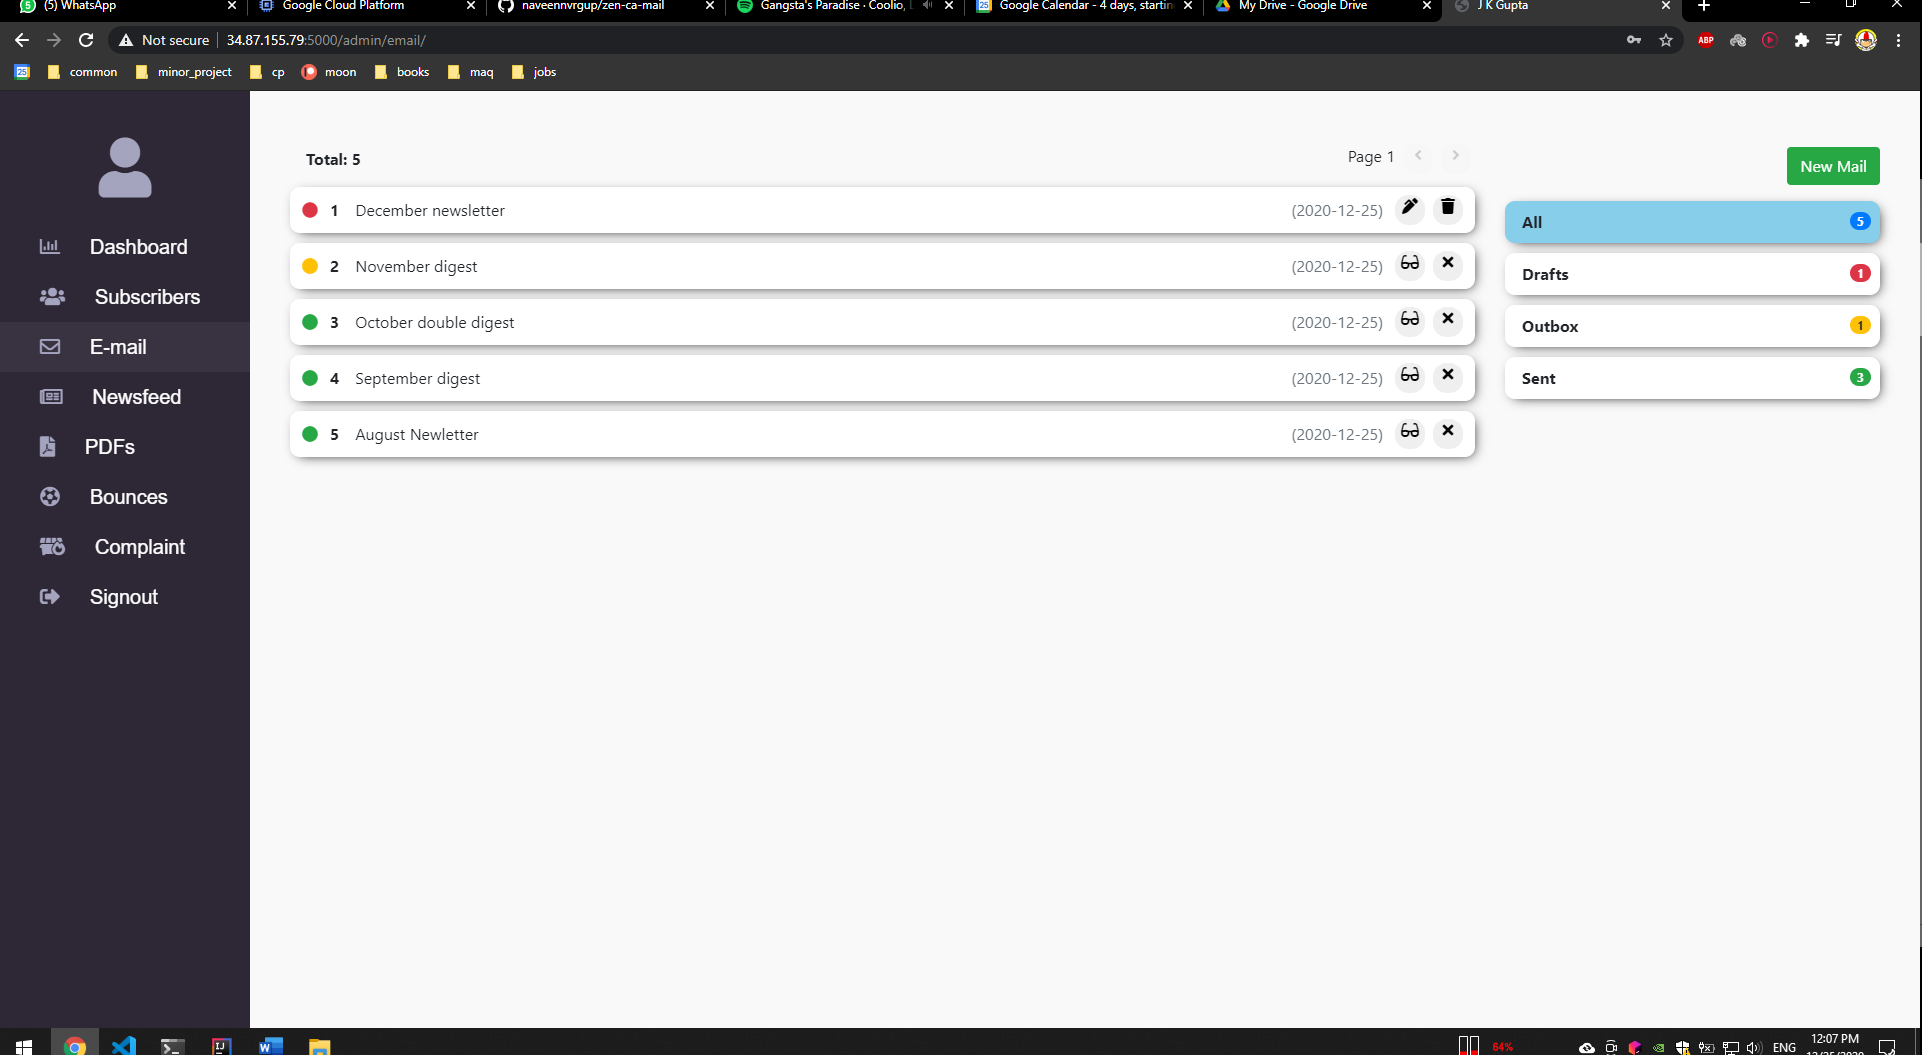 (5) WhatsApp
Google Cloud Platform
naveennvrgup/zen-ca-mail
Gangsta's Paradise · Coolio,
Google Calendar - 4 days, startin
My Drive - Google Drive
J K Gupta
Not secure 34.87.155.79:5000/admin/email/
ABP
25 common minor_project cp moon books maq jobs
Total: 5
Page 1
New Mail
1 December newsletter (2020-12-25)
2 November digest (2020-12-25)
3 October double digest (2020-12-25)
4 September digest (2020-12-25)
5 August Newletter (2020-12-25)
All 5
Drafts 1
Outbox 1
Sent 3
Dashboard
Subscribers
E-mail
Newsfeed
PDFs
Bounces
Complaint
Signout
64%
ENG
12:07 PM